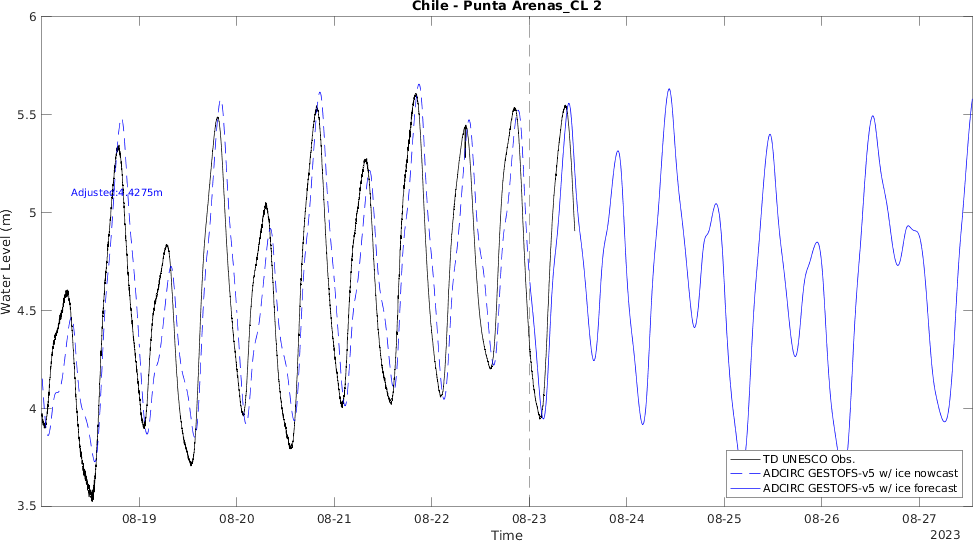 Chile - Punta Arenas_CL 2
Water Level (m)
6
5.5
5
4.5
4
3.5
Adjusted:4.4275m
TD UNESCO Obs.
ADCIRC GESTOFS-v5 w/ ice nowcast
ADCIRC GESTOFS-v5 w/ ice forecast
08-19 08-20 08-21 08-22 08-23 08-24 08-25 08-26 08-27
Time
2023